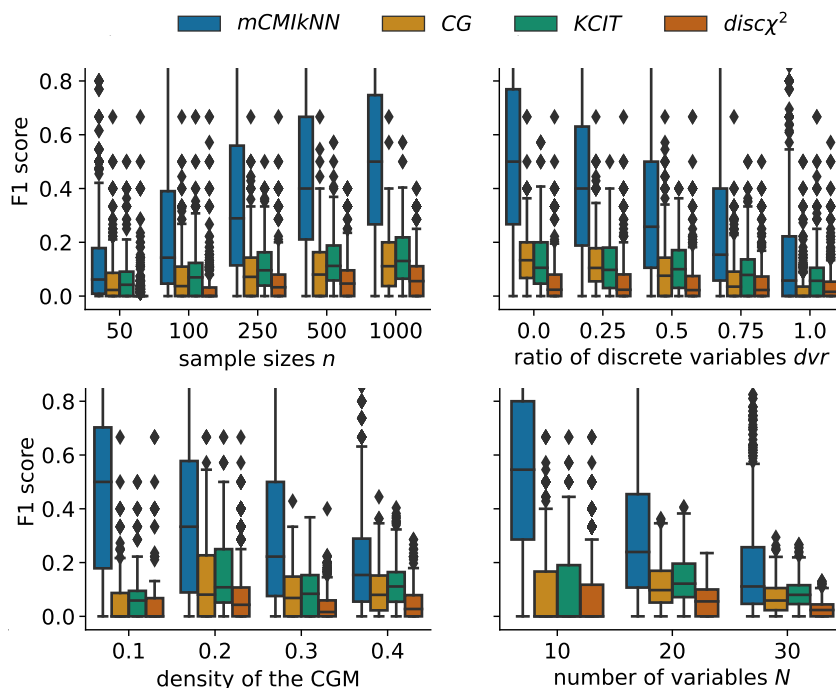 mCMIkNN CG KCIT discχ²
0.8
0.6
0.4
0.2
0.0
F1 score
50 100 250 500 1000
sample sizes n
0.0 0.25 0.5 0.75 1.0
ratio of discrete variables dvr
0.8
0.6
0.4
0.2
0.0
F1 score
0.1 0.2 0.3 0.4
density of the CGM
10 20 30
number of variables N